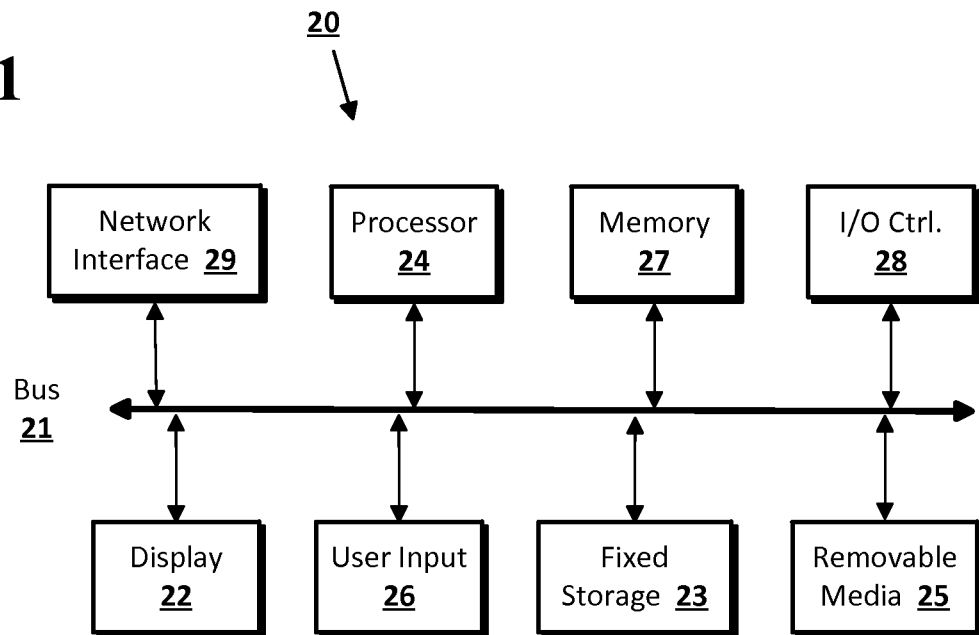 20
1
Network
Interface 29
Processor
24
Memory
27
I/O Ctrl.
28
Bus
21
Display
22
User Input
26
Fixed
Storage 23
Removable
Media 25